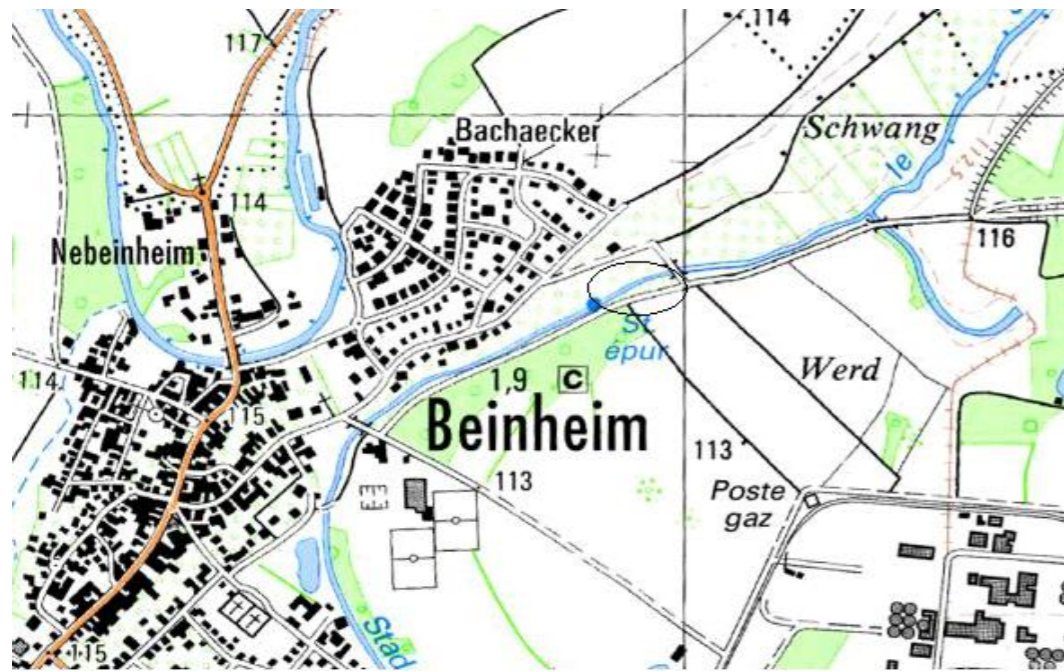 114
117
Bachaecker
Schwang
le
1125
114
Nebeinheim
116
St
épur
Werd
1,9 C
114
115
Beinheim
113
113
Poste
gaz
Stad
115